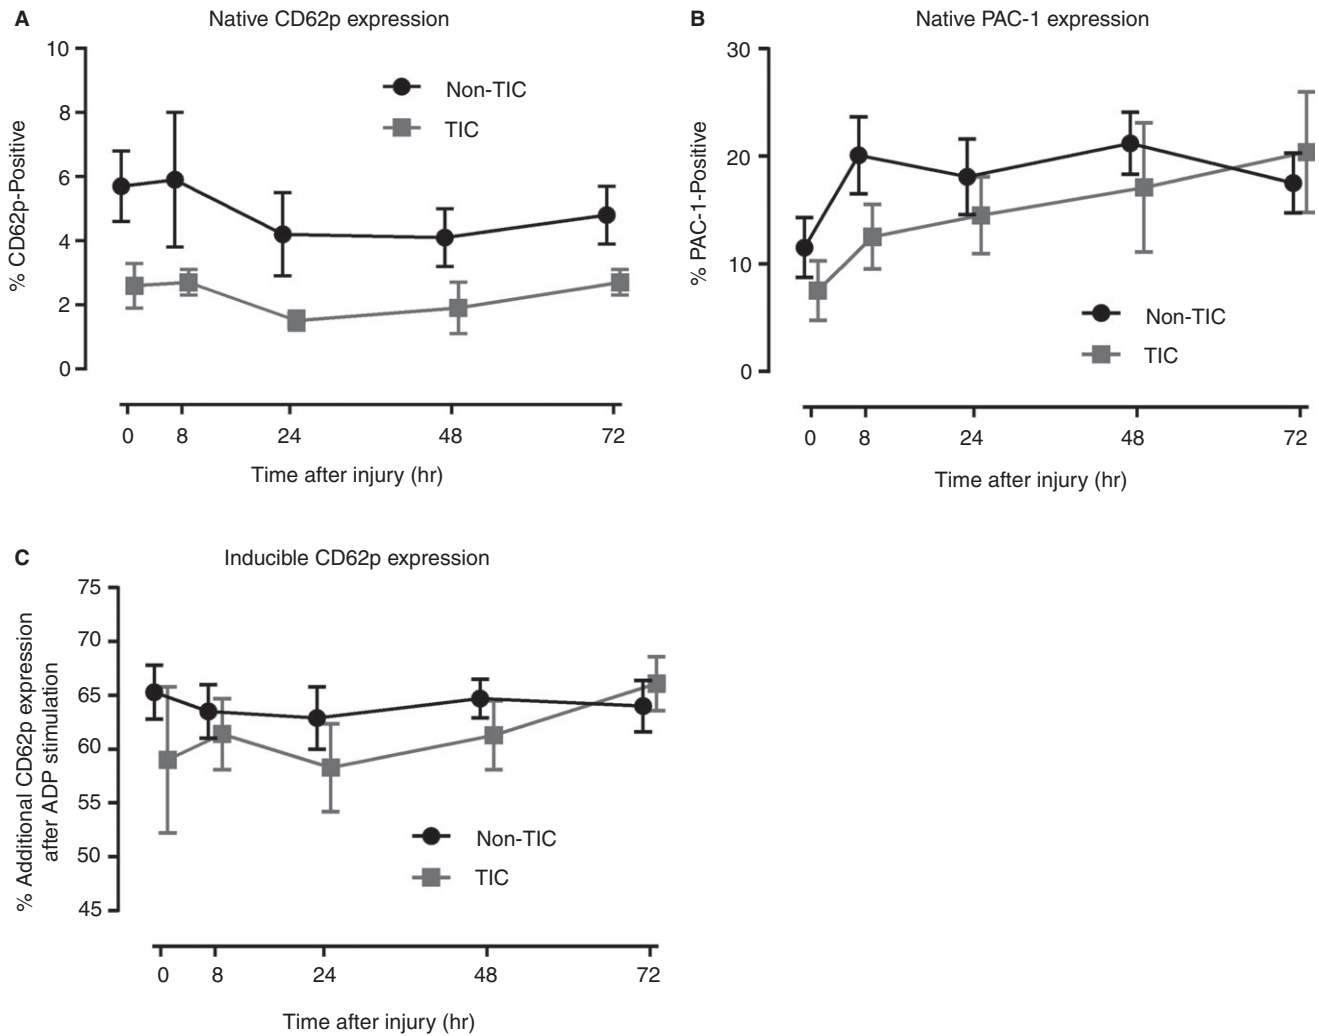 A
Native CD62p expression
10
8
6
4
2
0
% CD62p-Positive
Non-TIC
TIC
0 8 24 48 72
Time after injury (hr)
B
Native PAC-1 expression
30
20
10
0
% PAC-1-Positive
Non-TIC
TIC
0 8 24 48 72
Time after injury (hr)
C
Inducible CD62p expression
75
70
65
60
55
50
45
% Additional CD62p expression
after ADP stimulation
Non-TIC
TIC
0 8 24 48 72
Time after injury (hr)